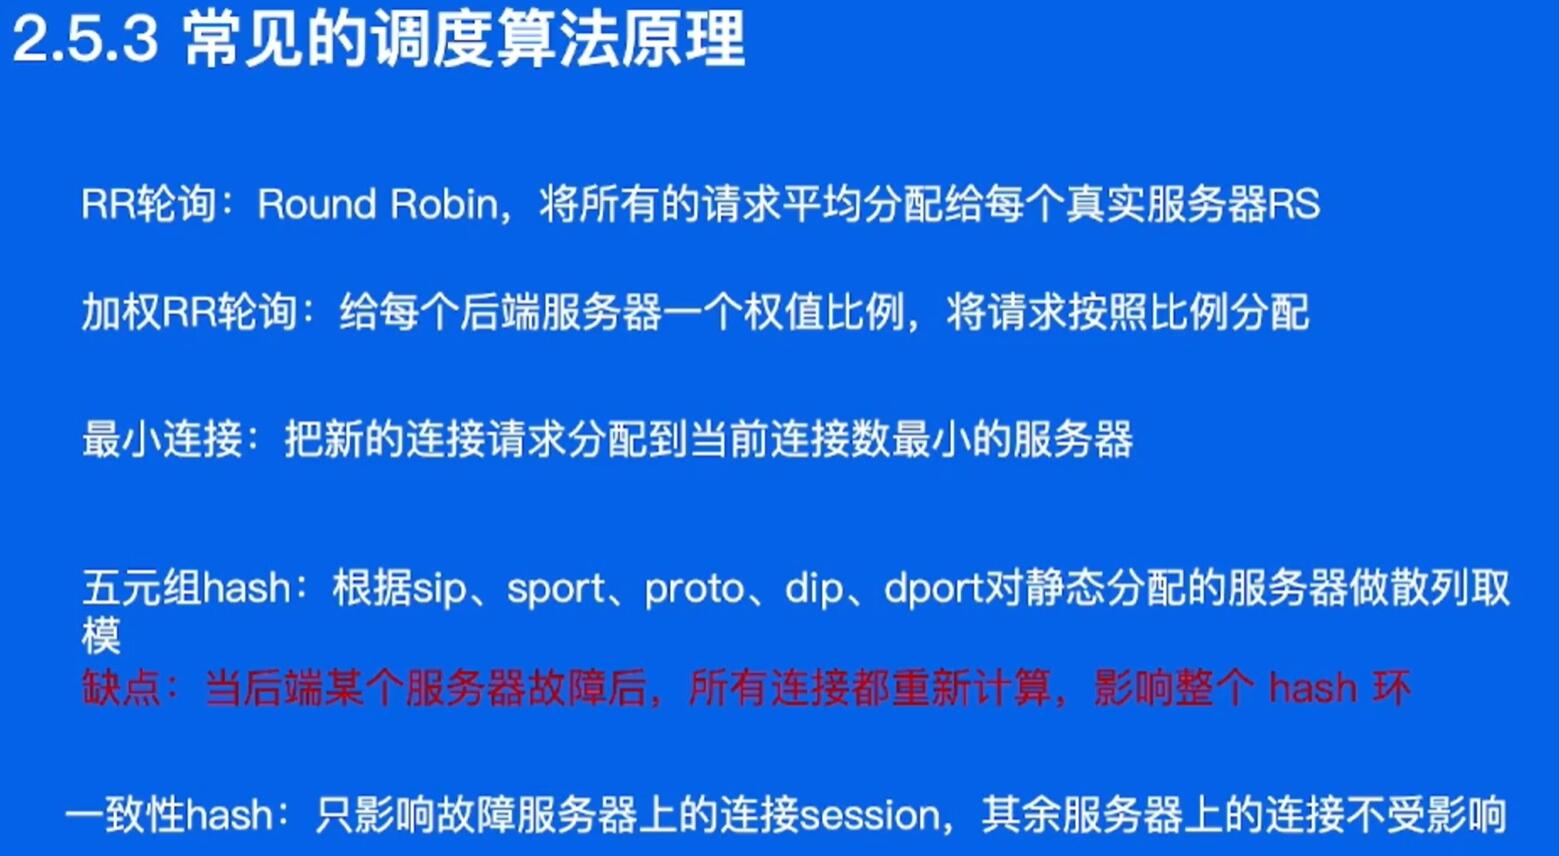 2.5.3 常见的调度算法原理
RR轮询：Round Robin，将所有的请求平均分配给每个真实服务器RS
加权RR轮询：给每个后端服务器一个权值比例，将请求按照比例分配
最小连接：把新的连接请求分配到当前连接数最小的服务器
五元组hash：根据sip、sport、proto、dip、dport对静态分配的服务器做散列取
模
缺点：当后端某个服务器故障后，所有连接都重新计算，影响整个 hash 环
一致性hash：只影响故障服务器上的连接session，其余服务器上的连接不受影响